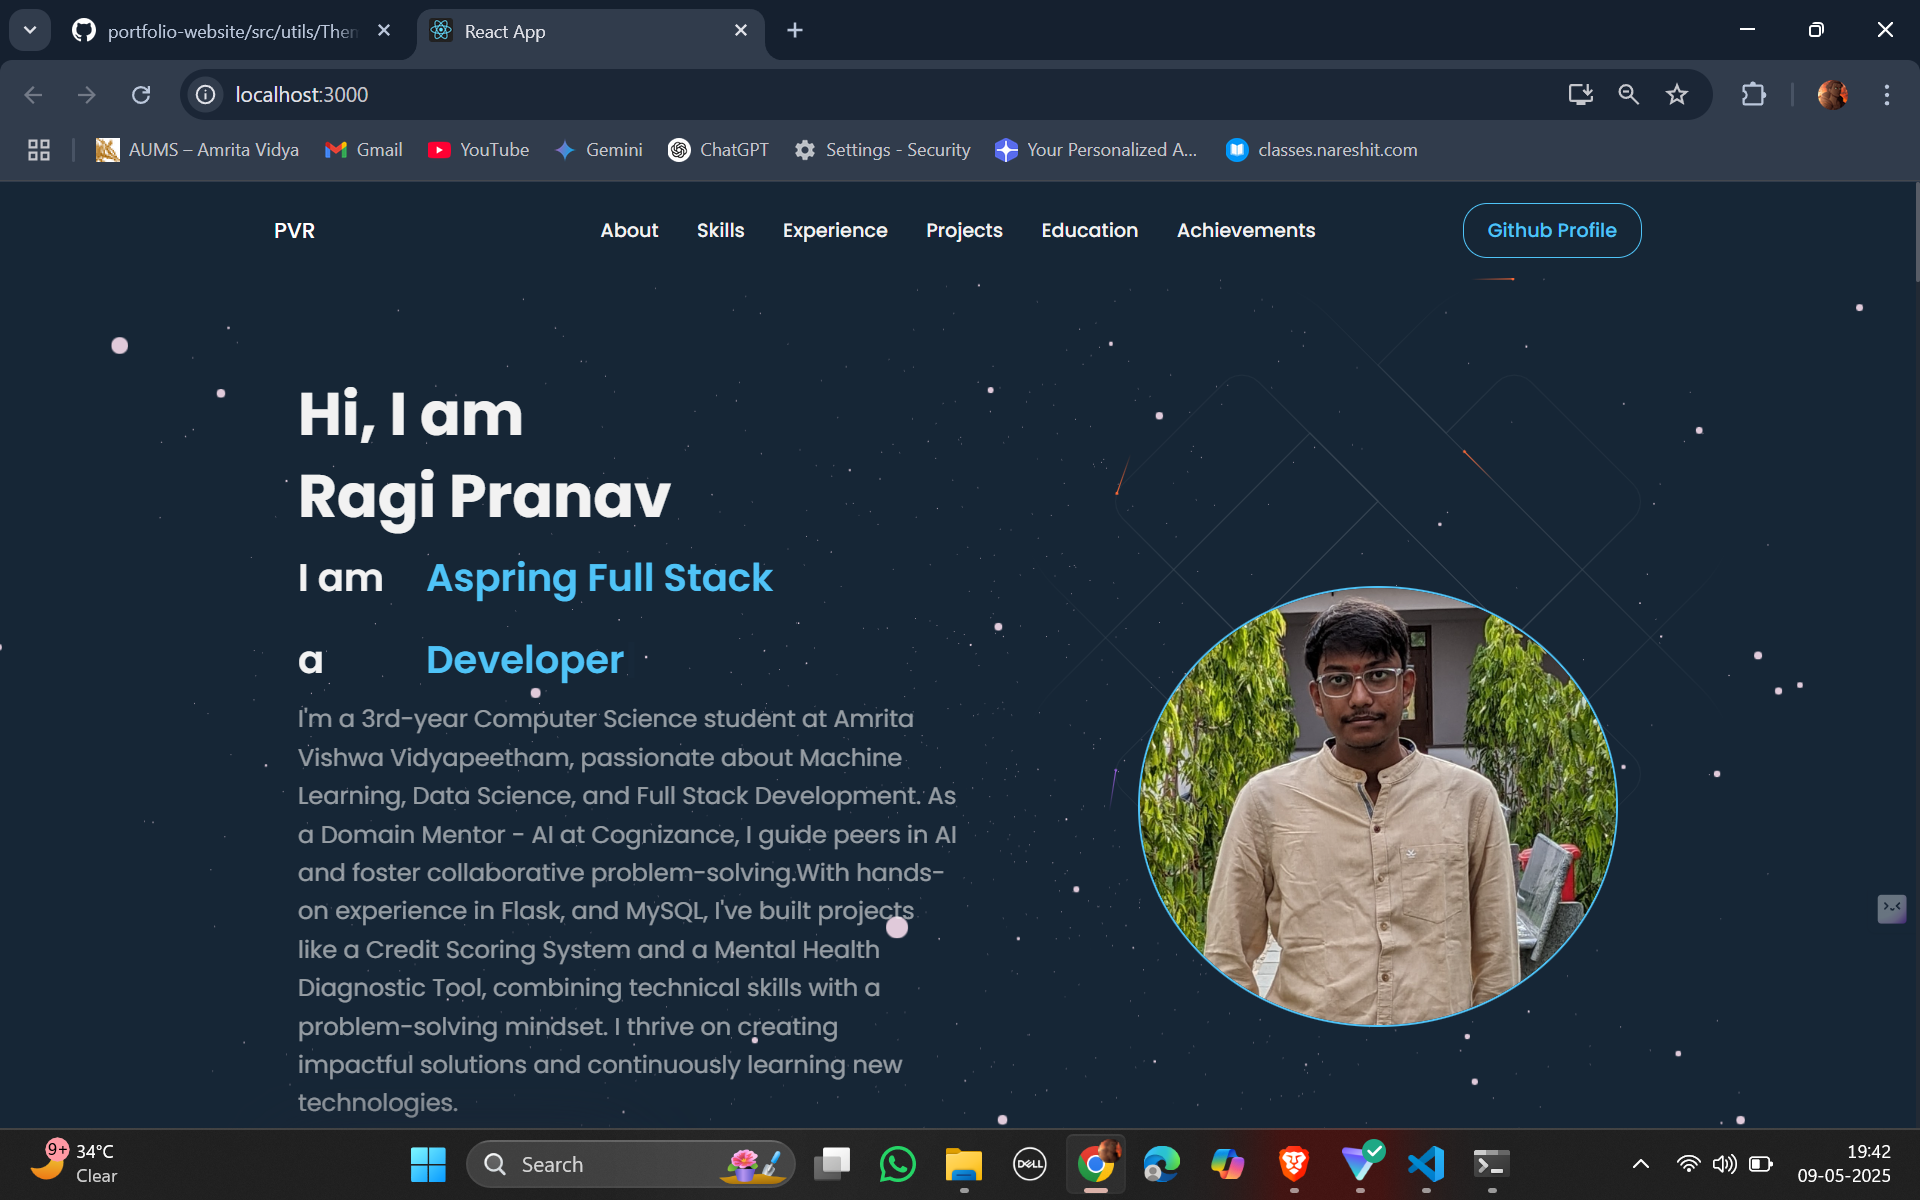 portfolio-website/src/utils/Then
React App
localhost:3000
AUMS – Amrita Vidya
Gmail
YouTube
Gemini
ChatGPT
Settings - Security
Your Personalized A...
classes.nareshit.com
PVR
About
Skills
Experience
Projects
Education
Achievements
Github Profile
Hi, I am
Ragi Pranav
I am Aspring Full Stack
a Developer
I'm a 3rd-year Computer Science student at Amrita
Vishwa Vidyapeetham, passionate about Machine
Learning, Data Science, and Full Stack Development. As
a Domain Mentor - AI at Cognizance, I guide peers in AI
and foster collaborative problem-solving.With hands-
on experience in Flask, and MySQL, I've built projects
like a Credit Scoring System and a Mental Health
Diagnostic Tool, combining technical skills with a
problem-solving mindset. I thrive on creating
impactful solutions and continuously learning new
technologies.
9+
34°C
Clear
Search
DELL
19:42
09-05-2025